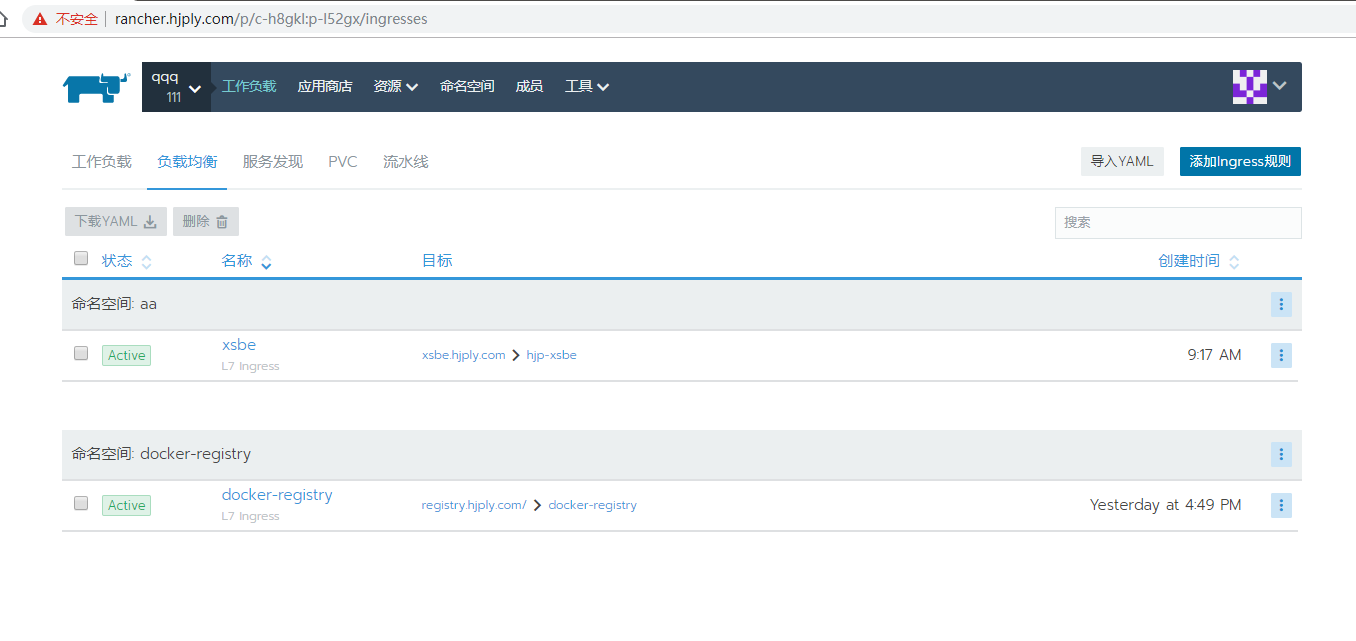 不安全 rancher.hjply.com/p/c-h8gkl:p-l52gx/ingresses
qqq
111
工作负载 应用商店 资源 命名空间 成员 工具
工作负载 负载均衡 服务发现 PVC 流水线 导入YAML 添加Ingress规则
下载YAML 删除 搜索
状态 名称 目标 创建时间
命名空间: aa
Active xsbe xsbe.hjply.com > hjp-xsbe 9:17 AM
L7 Ingress
命名空间: docker-registry
Active docker-registry registry.hjply.com/ > docker-registry Yesterday at 4:49 PM
L7 Ingress